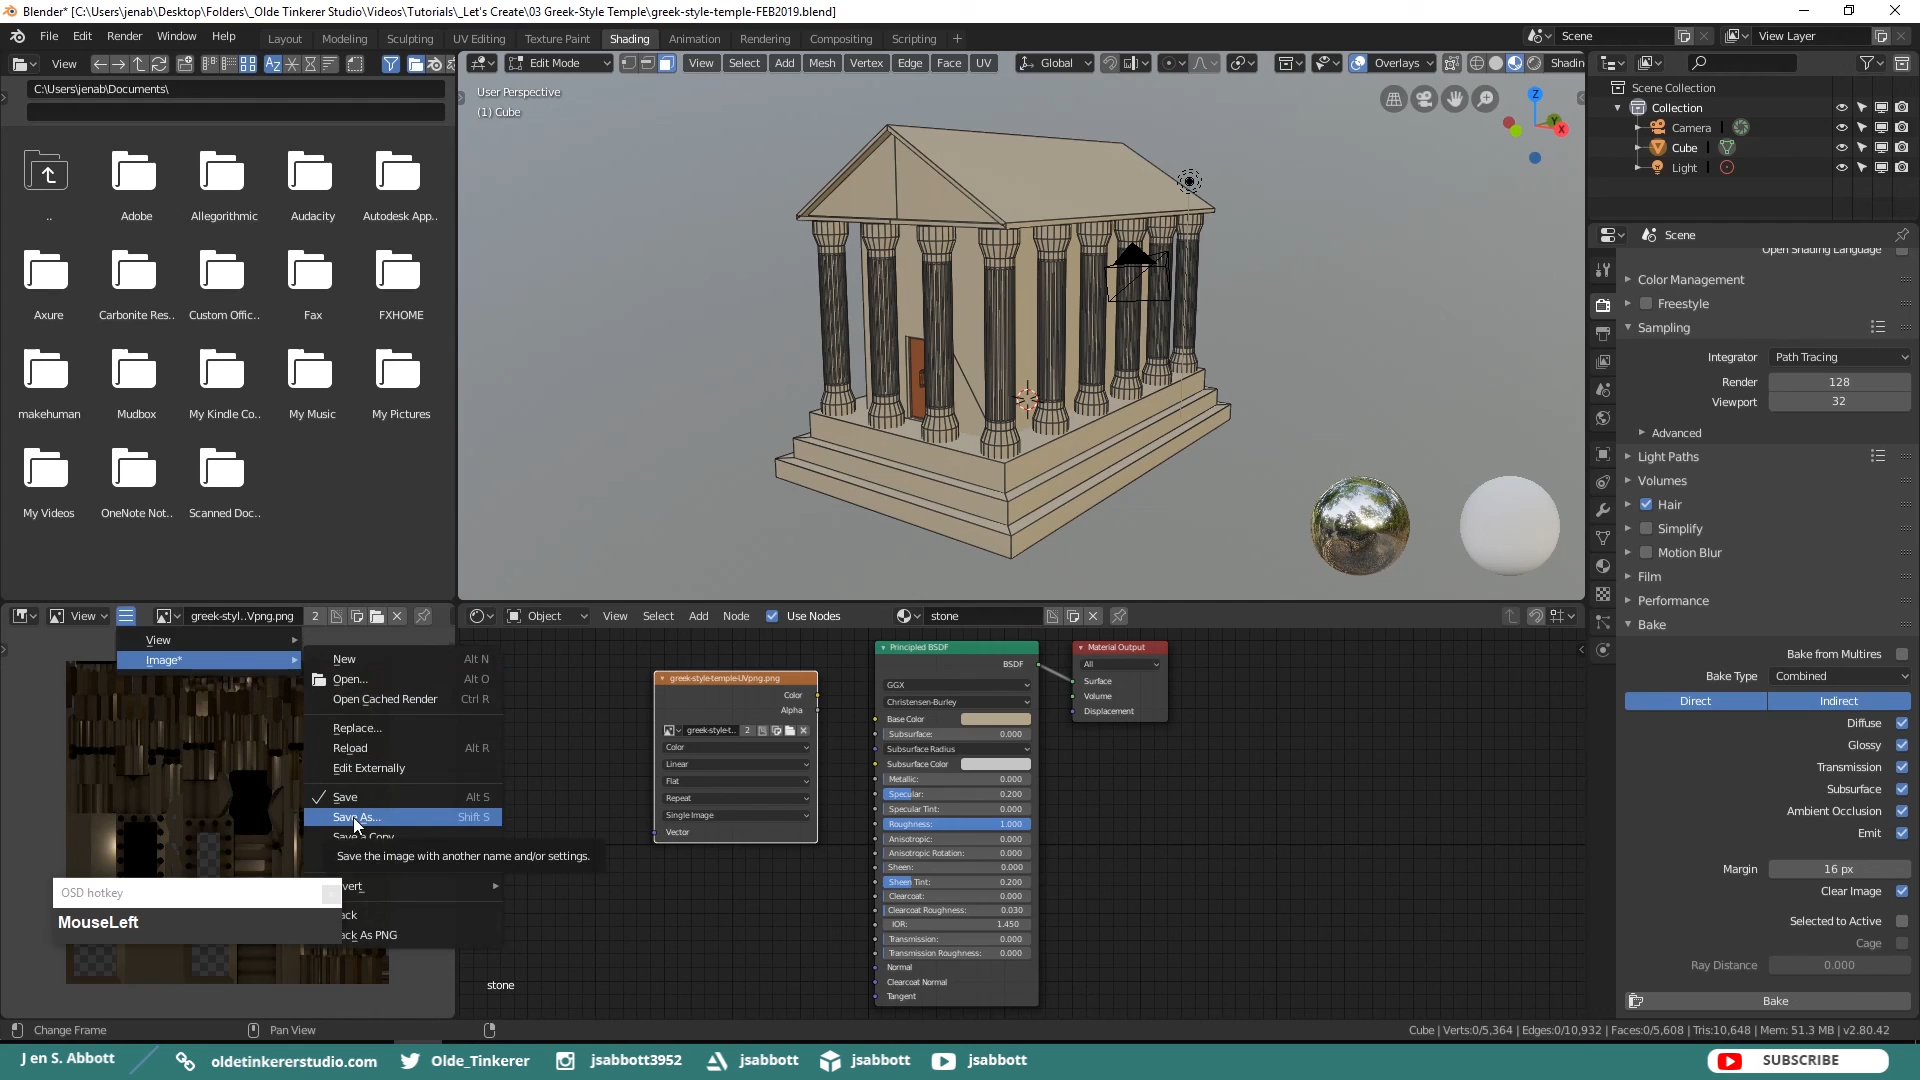 Blender* [C:\Users\jenab\Desktop\Folders\_Olde Tinkerer Studio\Videos\Tutorials\_Let's Create\03 Greek-Style Temple\greek-style-temple-FEB2019.blend]
File Edit Render Window Help
Layout Modeling Sculpting UV Editing Texture Paint Shading Animation Rendering Compositing Scripting +
Scene View Layer
View
Edit Mode View Select Add Mesh Vertex Edge Face UV Global Overlays Shadin
C:\Users\jenab\Documents\
..
Adobe
Allegorithmic
Audacity
Autodesk App..
Axure
Carbonite Res..
Custom Offic..
Fax
FXHOME
makehuman
Mudbox
My Kindle Co..
My Music
My Pictures
My Videos
OneNote Not..
Scanned Doc..
User Perspective
(1) Cube
Z
Y
X
Scene Collection
Collection
Camera
Cube
Light
Scene
Open Shading Language
Color Management
Freestyle
Sampling
Integrator Path Tracing
Render 128
Viewport 32
Advanced
Light Paths
Volumes
Hair
Simplify
Motion Blur
Film
Performance
Bake
Bake from Multires
Bake Type Combined
Direct Indirect
Diffuse
Glossy
Transmission
Subsurface
Ambient Occlusion
Emit
Margin 16 px
Clear Image
Selected to Active
Cage
Ray Distance 0.000
Bake
View greek-styl..Vpng.png 2
View
Image*
New Alt N
Open... Alt O
Open Cached Render Ctrl R
Replace...
Reload Alt R
Edit Externally
Save Alt S
Save As... Shift S
Save a Copy
Save the image with another name and/or settings.
vert
ack
ack As PNG
OSD hotkey
MouseLeft
Object View Select Add Node Use Nodes stone
greek-style-temple-UVpng.png
Color
Alpha
greek-style-t... 2
Color
Linear
Flat
Repeat
Single Image
Vector
Principled BSDF
BSDF
GGX
Christensen-Burley
Base Color
Subsurface: 0.000
Subsurface Radius
Subsurface Color
Metallic: 0.000
Specular: 0.200
Specular Tint: 0.000
Roughness: 1.000
Anisotropic: 0.000
Anisotropic Rotation: 0.000
Sheen: 0.000
Sheen Tint: 0.200
Clearcoat: 0.000
Clearcoat Roughness: 0.030
IOR: 1.450
Transmission: 0.000
Transmission Roughness: 0.000
Normal
Clearcoat Normal
Tangent
Material Output
All
Surface
Volume
Displacement
stone
Change Frame Pan View
Cube | Verts:0/5,364 | Edges:0/10,932 | Faces:0/5,608 | Tris:10,648 | Mem: 51.3 MB | v2.80.42
J en S. Abbott oldetinkererstudio.com Olde_Tinkerer jsabbott3952 jsabbott jsabbott jsabbott SUBSCRIBE